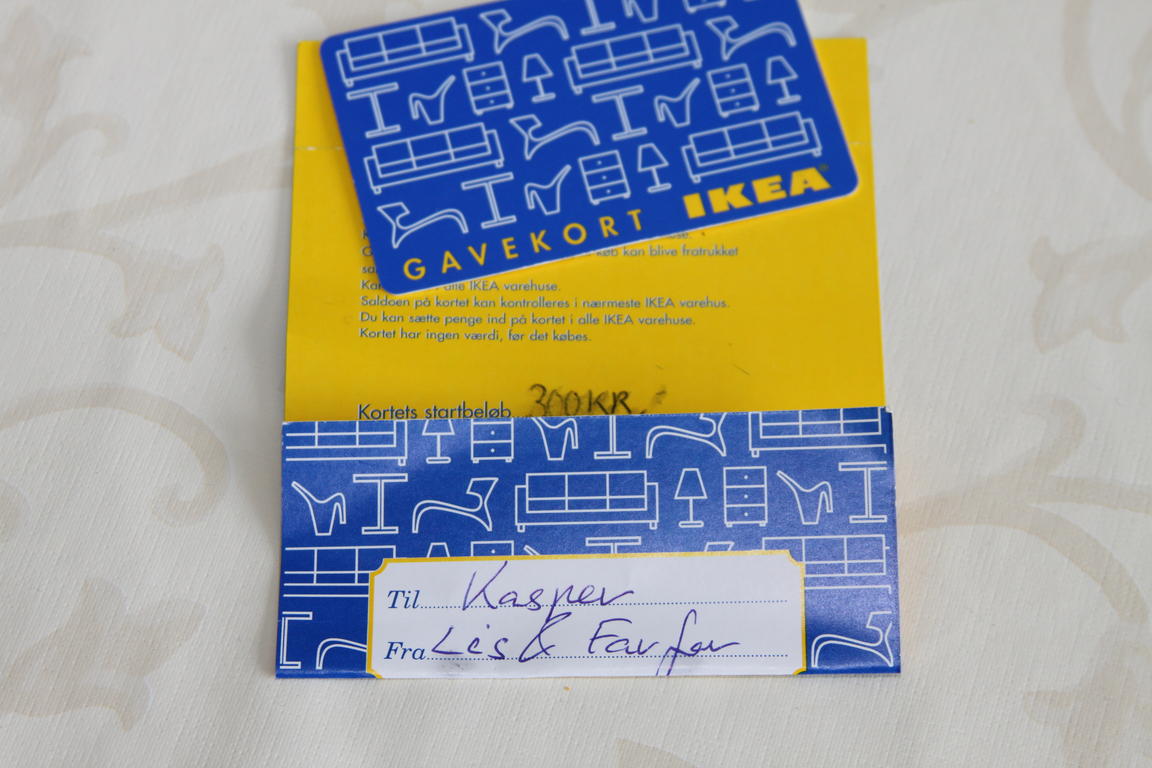 IKEA
GAVEKORT
køb kan blive fratrukket
alle IKEA varehuse.
Saldoen på kortet kan kontrolleres i nærmeste IKEA varehus.
Du kan sætte penge ind på kortet i alle IKEA varehuse.
Kortet har ingen værdi, før det købes.
Kortets startbeløb 300 KR
Til Kasper
Fra Lis & Farfar